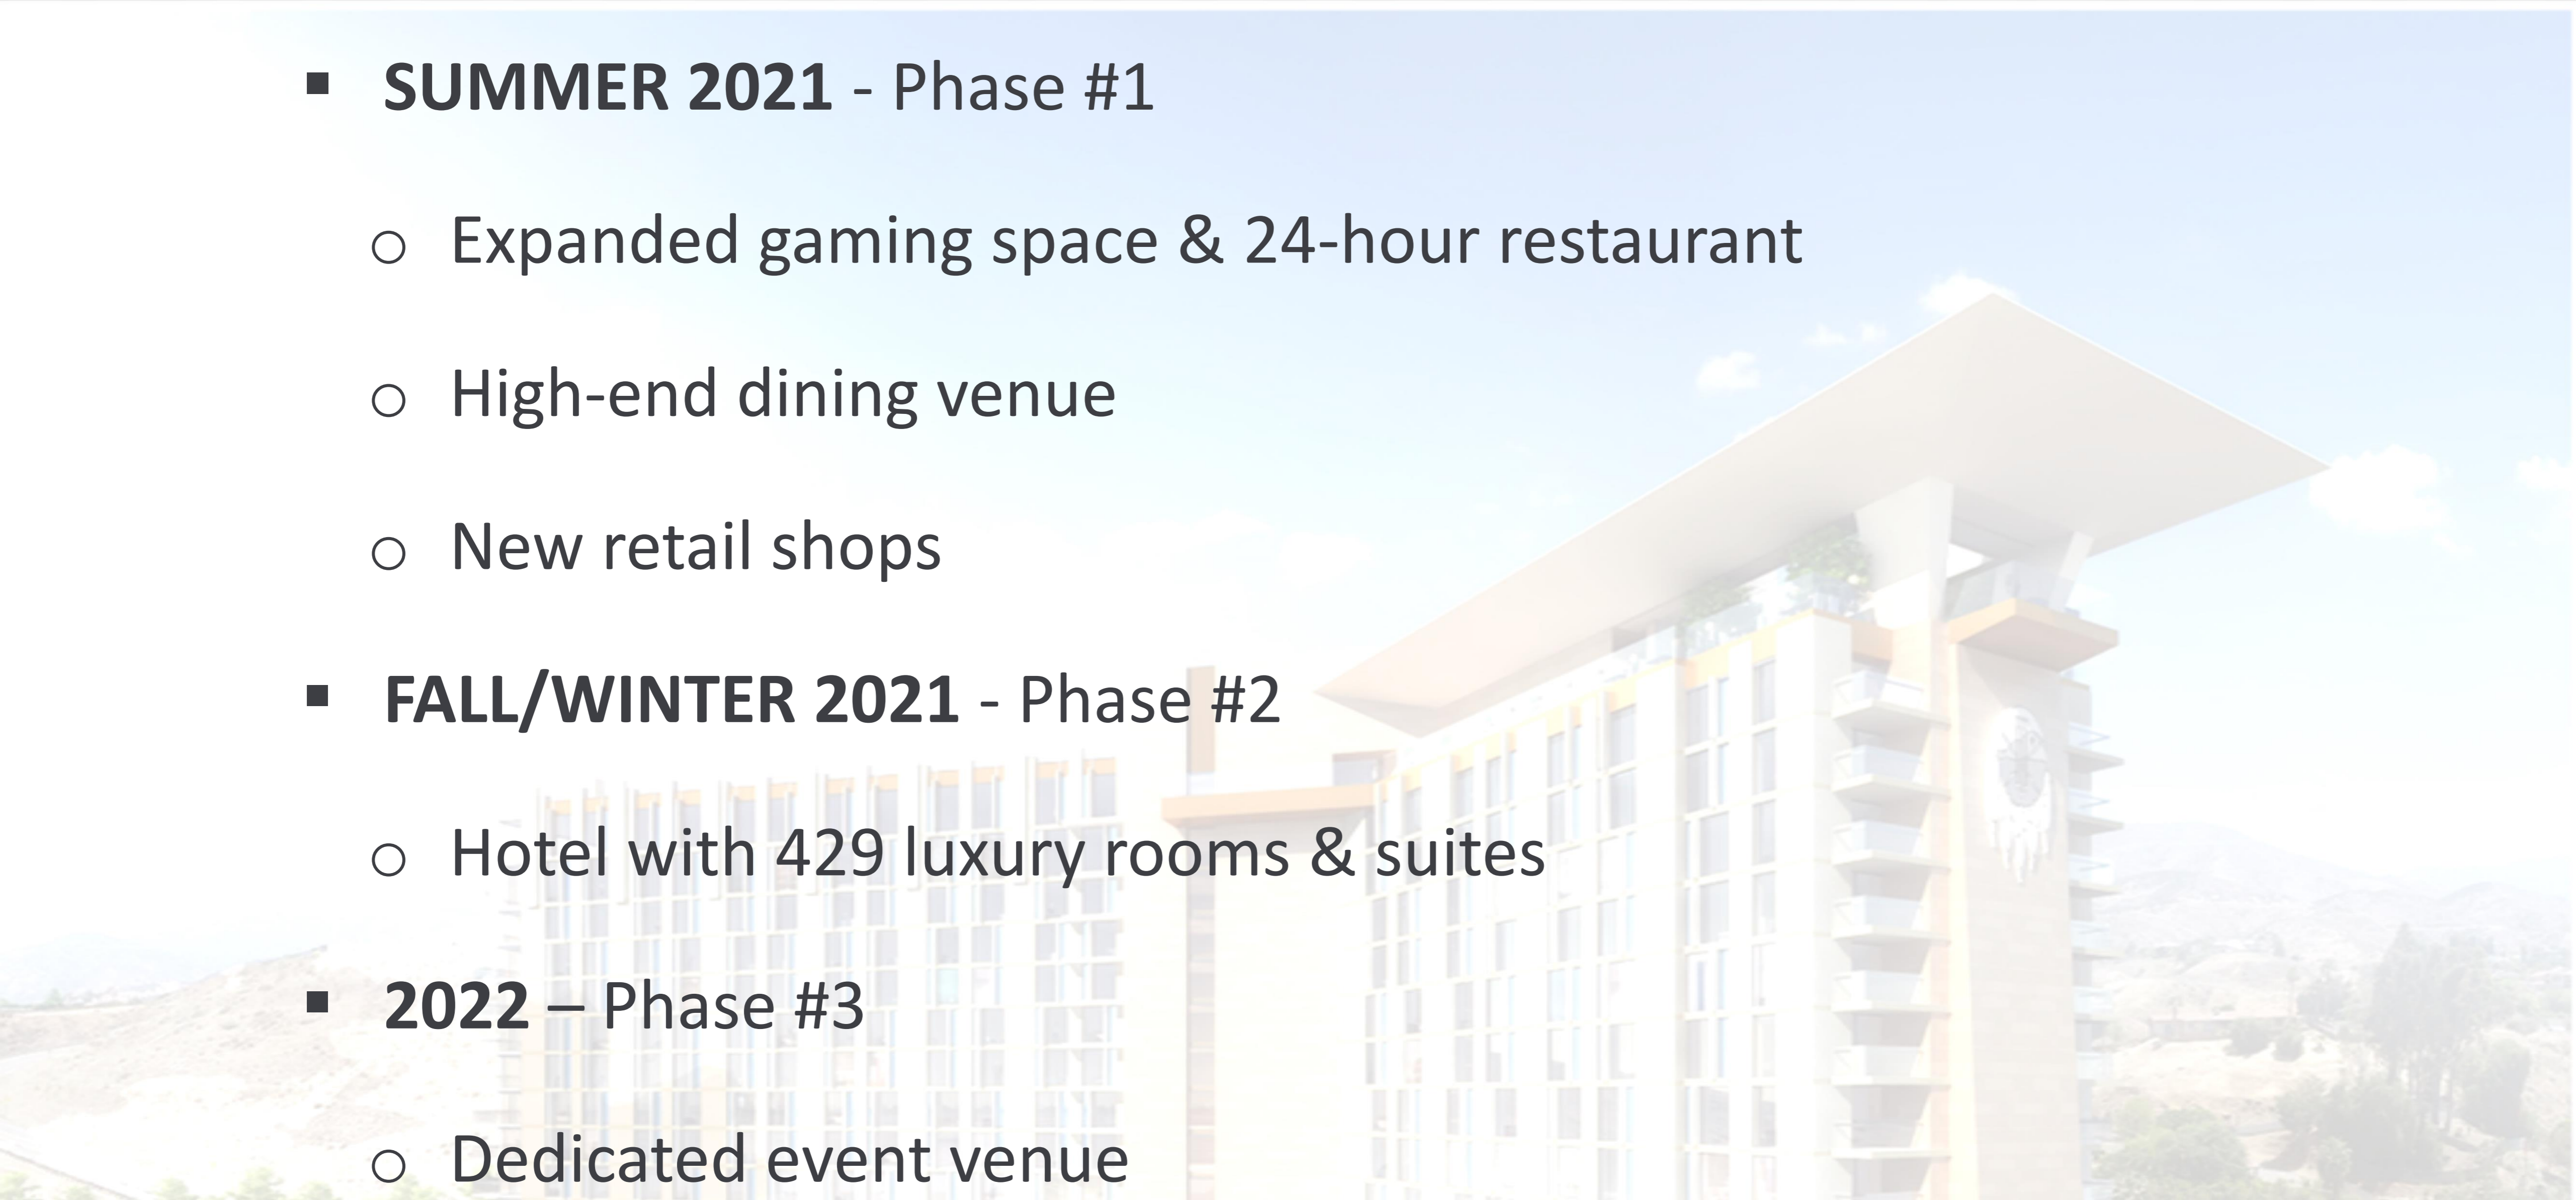 ▪ SUMMER 2021 - Phase #1
o Expanded gaming space & 24-hour restaurant
o High-end dining venue
o New retail shops
▪ FALL/WINTER 2021 - Phase #2
o Hotel with 429 luxury rooms & suites
▪ 2022 – Phase #3
o Dedicated event venue